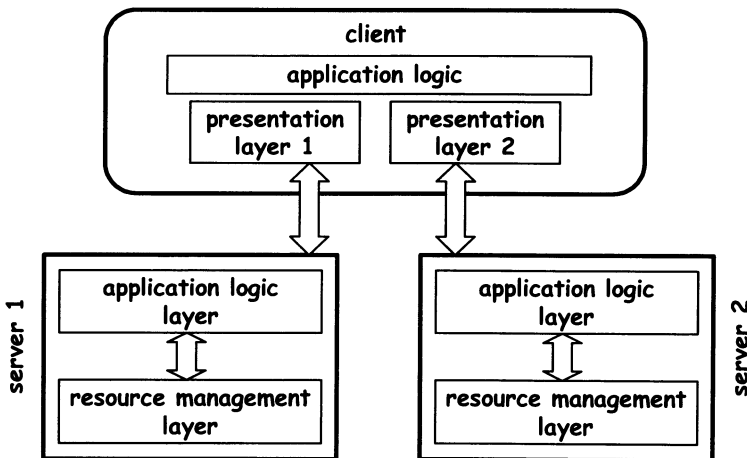 client
application logic
presentation
layer 1
presentation
layer 2
server 1
application logic
layer
resource management
layer
application logic
layer
resource management
layer
server 2